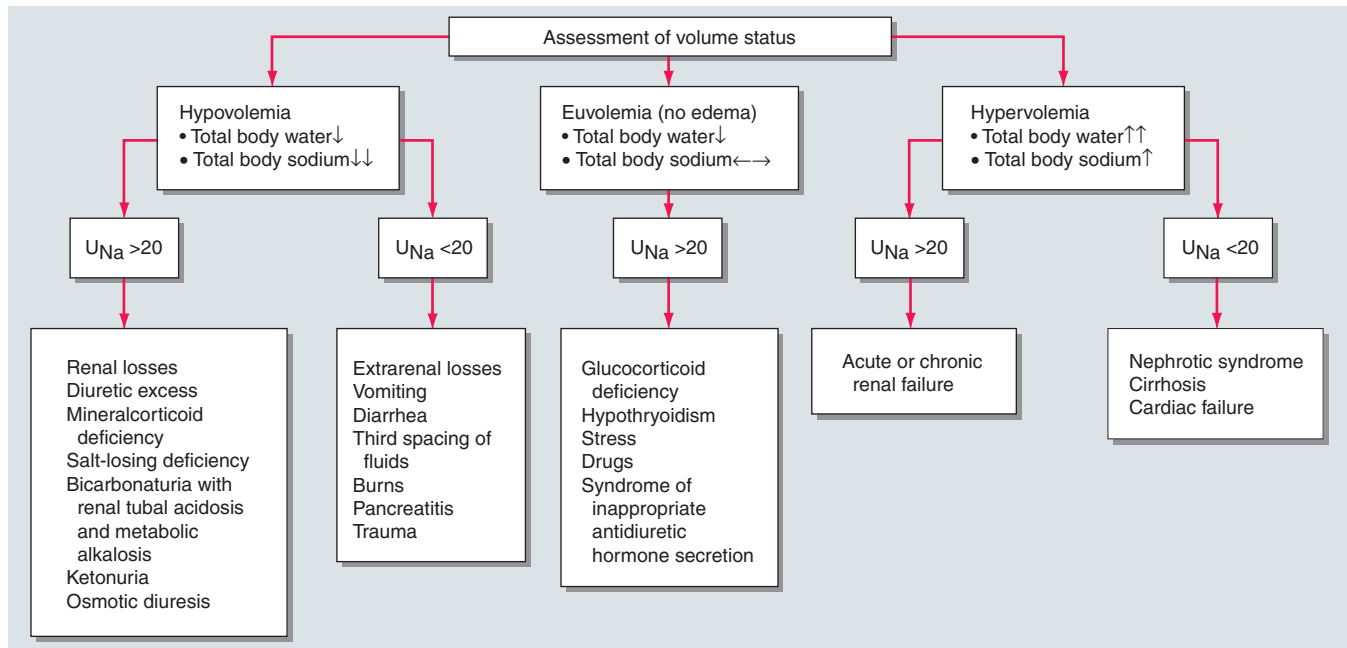 Assessment of volume status
Hypovolemia
• Total body water↓
• Total body sodium↓↓
Euvolemia (no edema)
• Total body water↓
• Total body sodium←→
Hypervolemia
• Total body water↑↑
• Total body sodium↑
UNa >20
UNa <20
UNa >20
UNa >20
UNa <20
Renal losses
Diuretic excess
Mineralcorticoid
deficiency
Salt-losing deficiency
Bicarbonaturia with
renal tubal acidosis
and metabolic
alkalosis
Ketonuria
Osmotic diuresis
Extrarenal losses
Vomiting
Diarrhea
Third spacing of
fluids
Burns
Pancreatitis
Trauma
Glucocorticoid
deficiency
Hypothryoidism
Stress
Drugs
Syndrome of
inappropriate
antidiuretic
hormone secretion
Acute or chronic
renal failure
Nephrotic syndrome
Cirrhosis
Cardiac failure